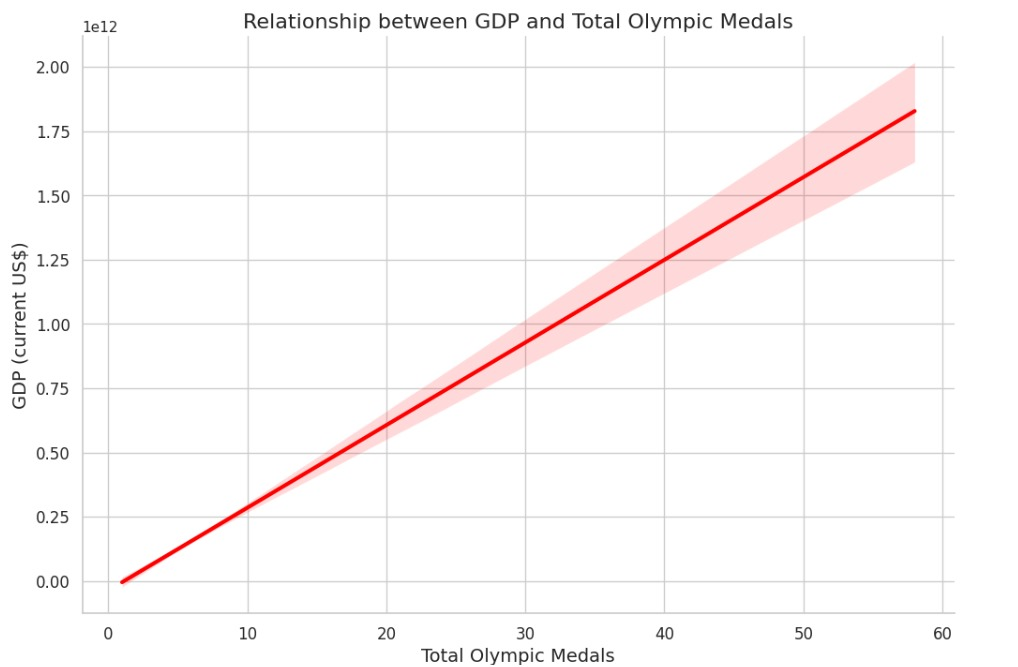 Relationship between GDP and Total Olympic Medals
1e12
2.00
1.75
1.50
1.25
1.00
0.75
0.50
0.25
0.00
GDP (current US$)
0 10 20 30 40 50 60
Total Olympic Medals